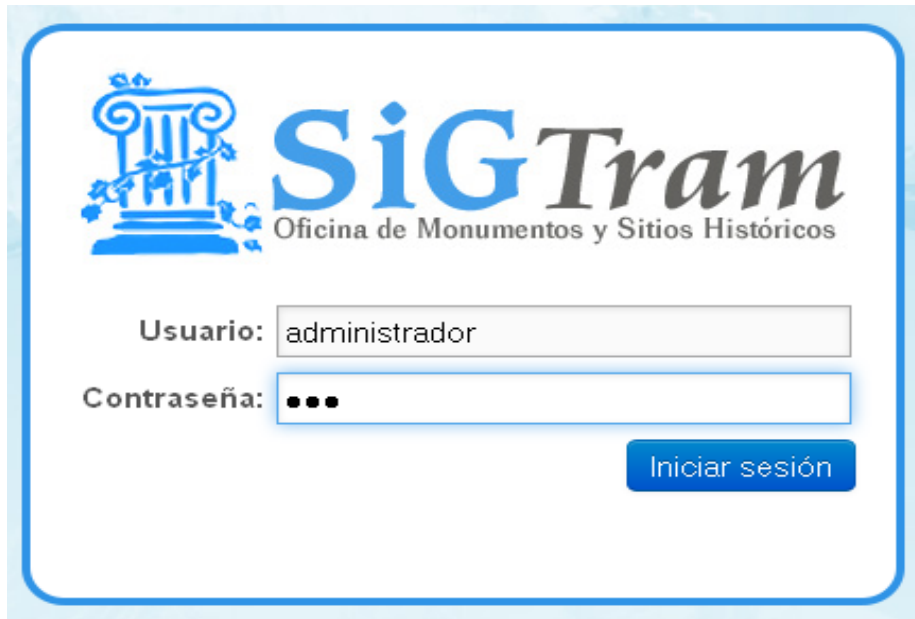 SiGTram
Oficina de Monumentos y Sitios Históricos
Usuario: administrador
Contraseña: •••
Iniciar sesión